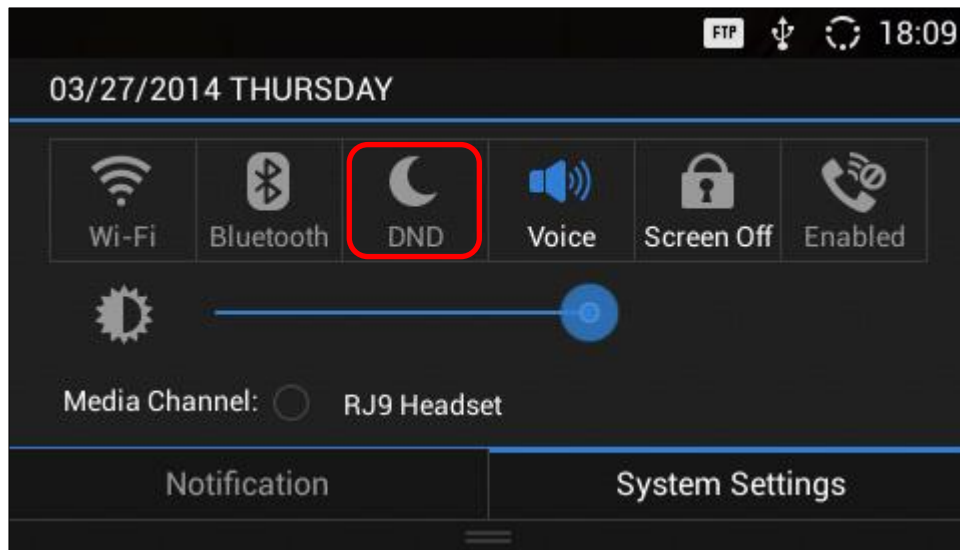 FTP 18:09
03/27/2014 THURSDAY
Wi-Fi Bluetooth DND Voice Screen Off Enabled
Media Channel: RJ9 Headset
Notification System Settings